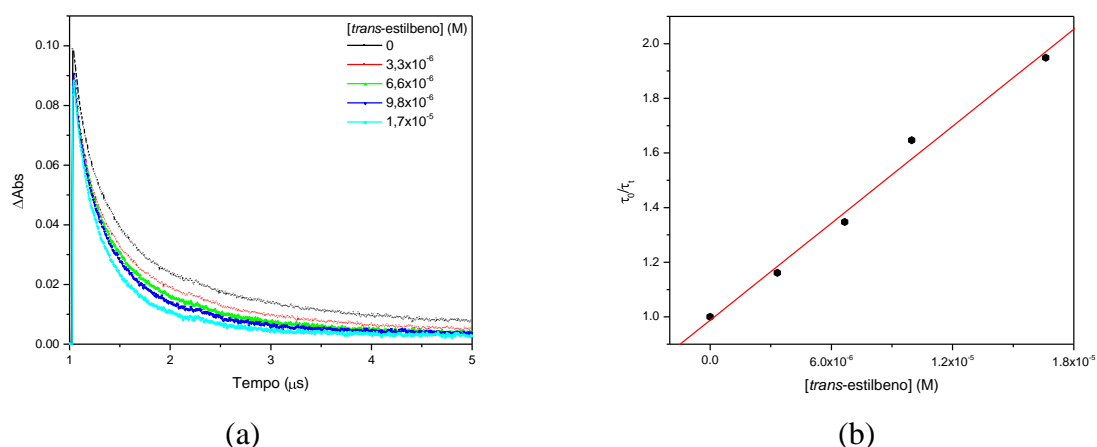 [trans-estilbeno] (M)
0
3,3x10⁻⁶
6,6x10⁻⁶
9,8x10⁻⁶
1,7x10⁻⁵
0.10
0.08
0.06
0.04
0.02
0.00
ΔAbs
1 2 3 4 5
Tempo (μs)
(a)
2.0
1.8
1.6
1.4
1.2
1.0
τ₀/τₜ
0.0 6.0x10⁻⁶ 1.2x10⁻⁵ 1.8x10⁻⁵
[trans-estilbeno] (M)
(b)